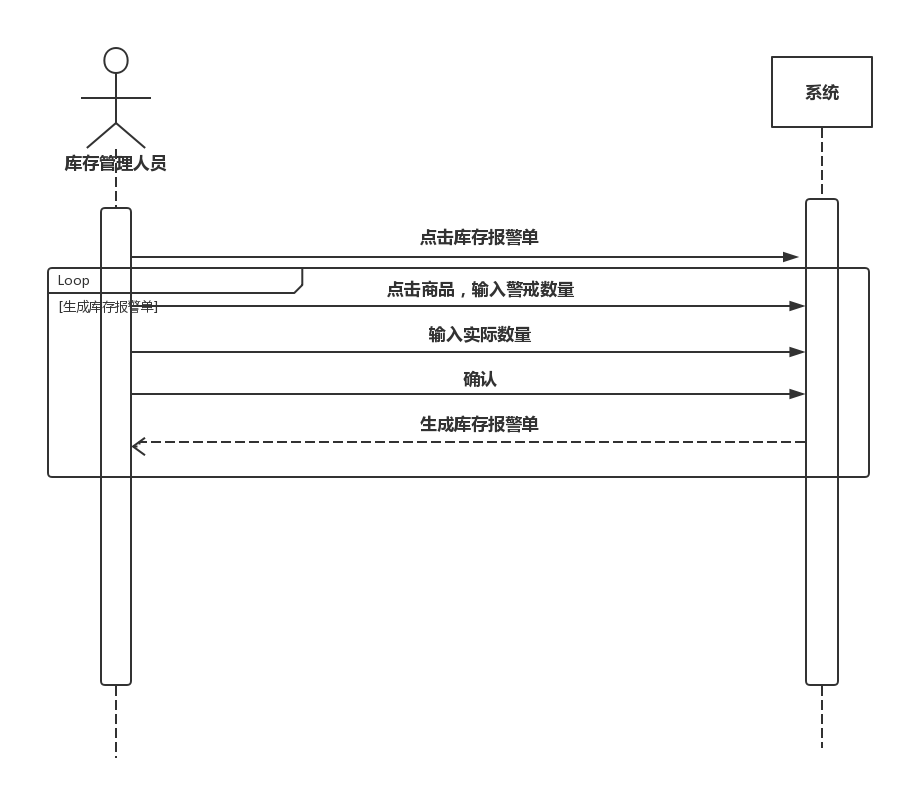 系统
库存管理人员
点击库存报警单
Loop
点击商品，输入警戒数量
[生成库存报警单]
输入实际数量
确认
生成库存报警单